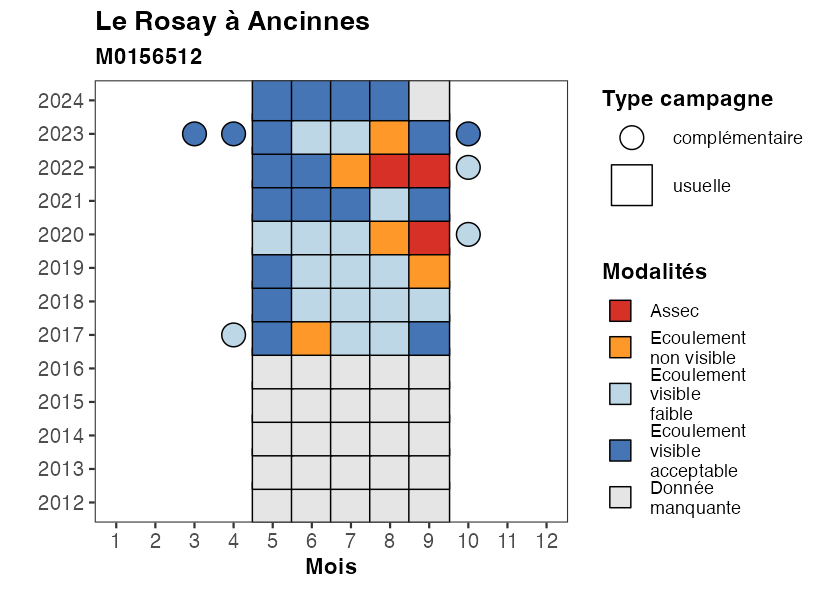 Le Rosay à Ancinnes
M0156512
2024
2023
2022
2021
2020
2019
2018
2017
2016
2015
2014
2013
2012
1 2 3 4 5 6 7 8 9 10 11 12
Mois
Type campagne
complémentaire
usuelle
Modalités
Assec
Ecoulement
non visible
Ecoulement
visible
faible
Ecoulement
visible
acceptable
Donnée
manquante